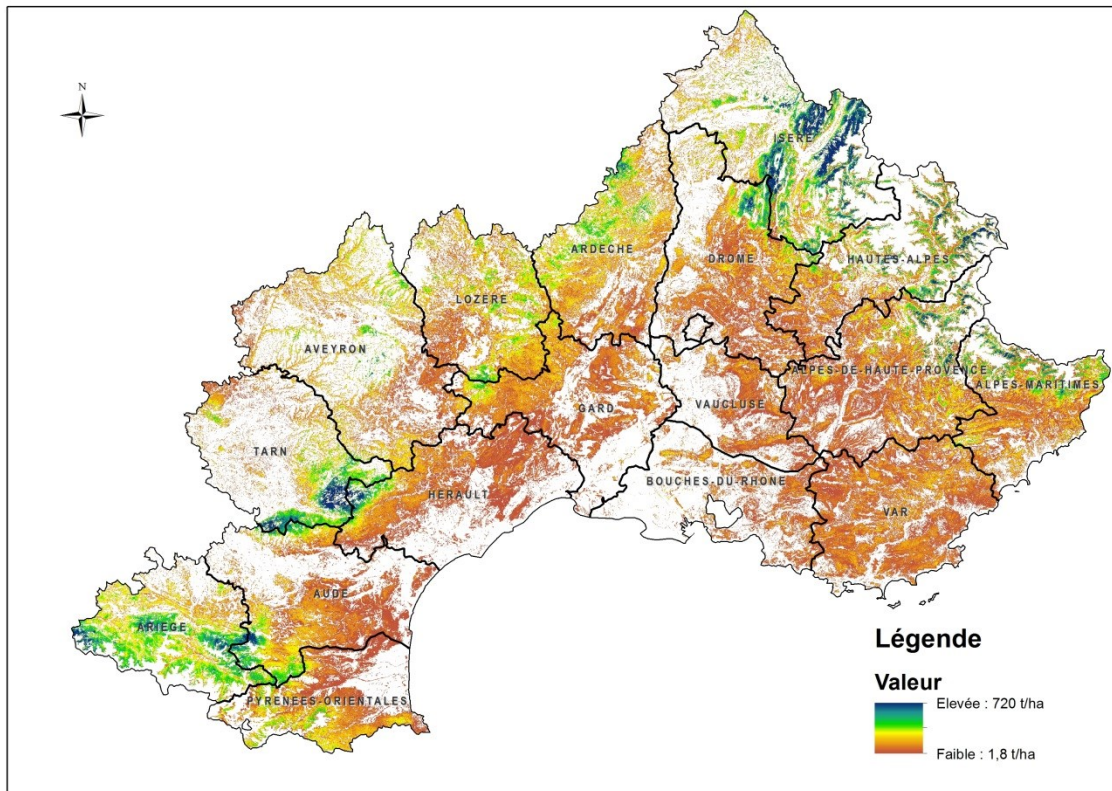 N
ISERE
ARDECHE
DROME
HAUTES-ALPES
LOZERE
AVEYRON
ALPES-DE-HAUTE-PROVENCE
ALPES-MARITIMES
GARD
VAUCLUSE
TARN
BOUCHES-DU-RHONE
HERAULT
VAR
AUDE
ARIEGE
PYRENEES-ORIENTALES
Légende
Valeur
Elevée : 720 t/ha
Faible : 1,8 t/ha